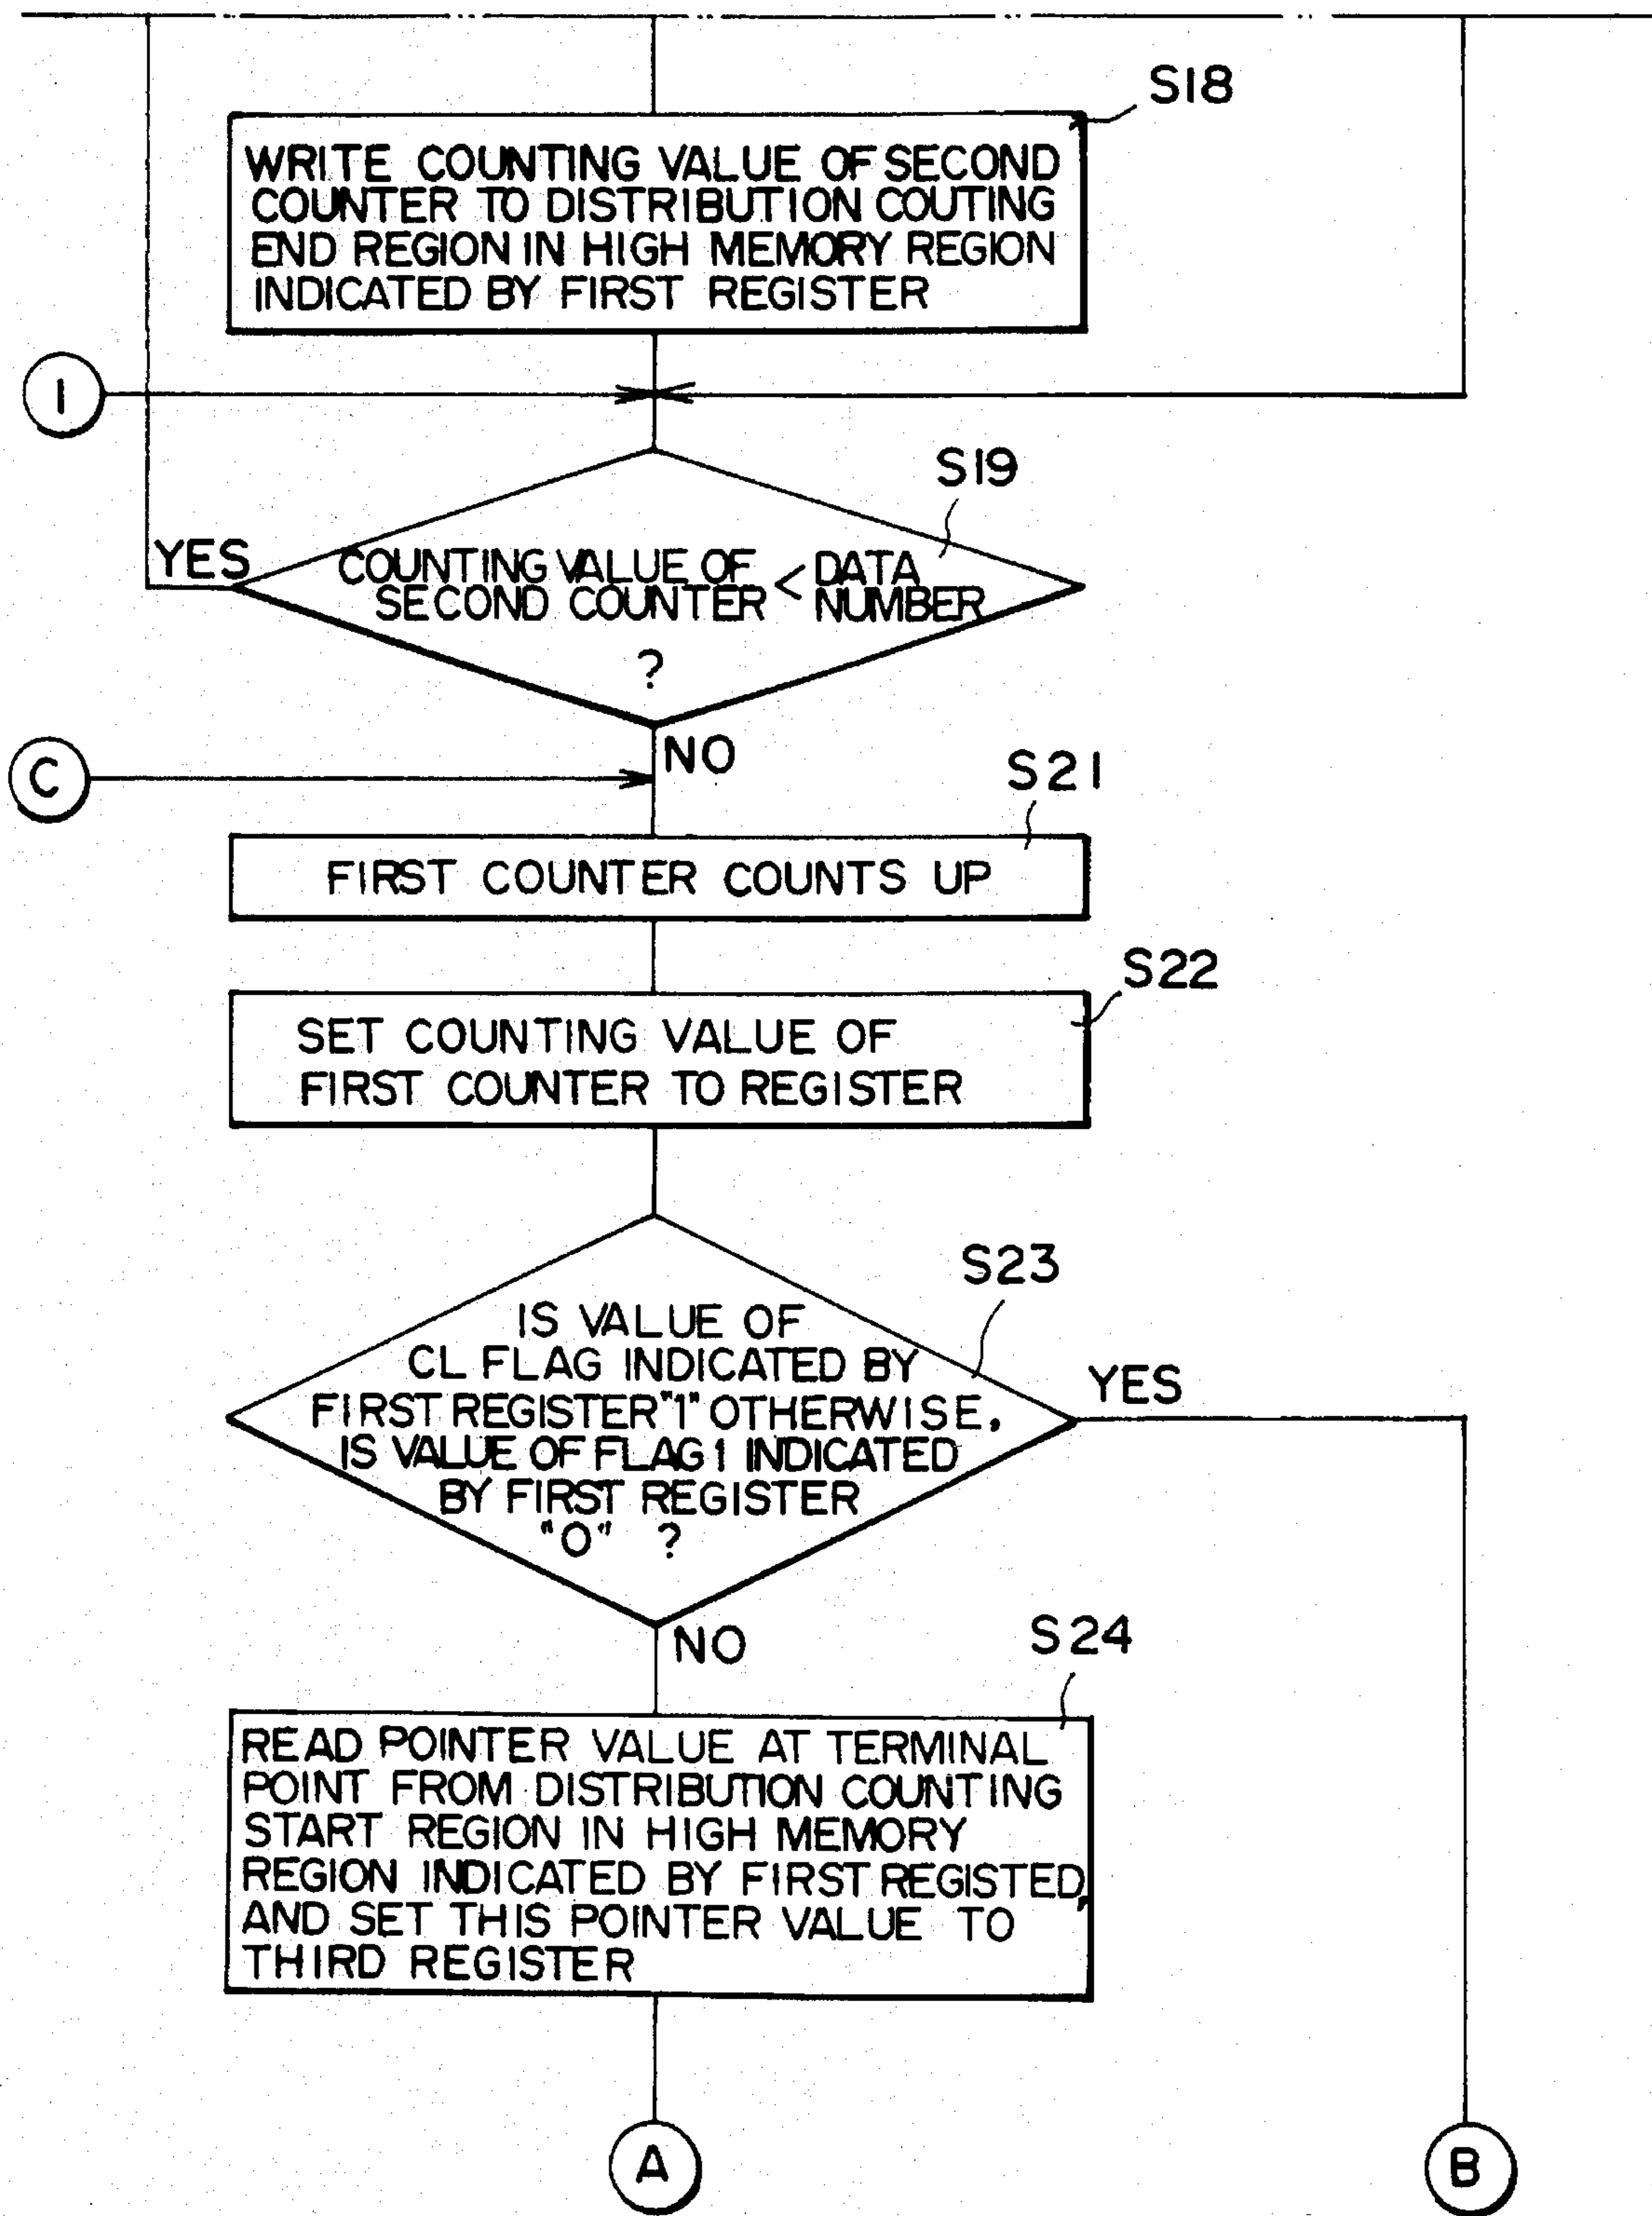 S18
WRITE COUNTING VALUE OF SECOND
COUNTER TO DISTRIBUTION COUTING
END REGION IN HIGH MEMORY REGION
INDICATED BY FIRST REGISTER
1
S19
YES
COUNTING VALUE OF
SECOND COUNTER
<
DATA
NUMBER
?
NO
C
S21
FIRST COUNTER COUNTS UP
S22
SET COUNTING VALUE OF
FIRST COUNTER TO REGISTER
S23
IS VALUE OF
CL FLAG INDICATED BY
FIRST REGISTER "1" OTHERWISE,
IS VALUE OF FLAG 1 INDICATED
BY FIRST REGISTER
"0" ?
YES
NO
S24
READ POINTER VALUE AT TERMINAL
POINT FROM DISTRIBUTION COUNTING
START REGION IN HIGH MEMORY
REGION INDICATED BY FIRST REGISTED,
AND SET THIS POINTER VALUE TO
THIRD REGISTER
A
B